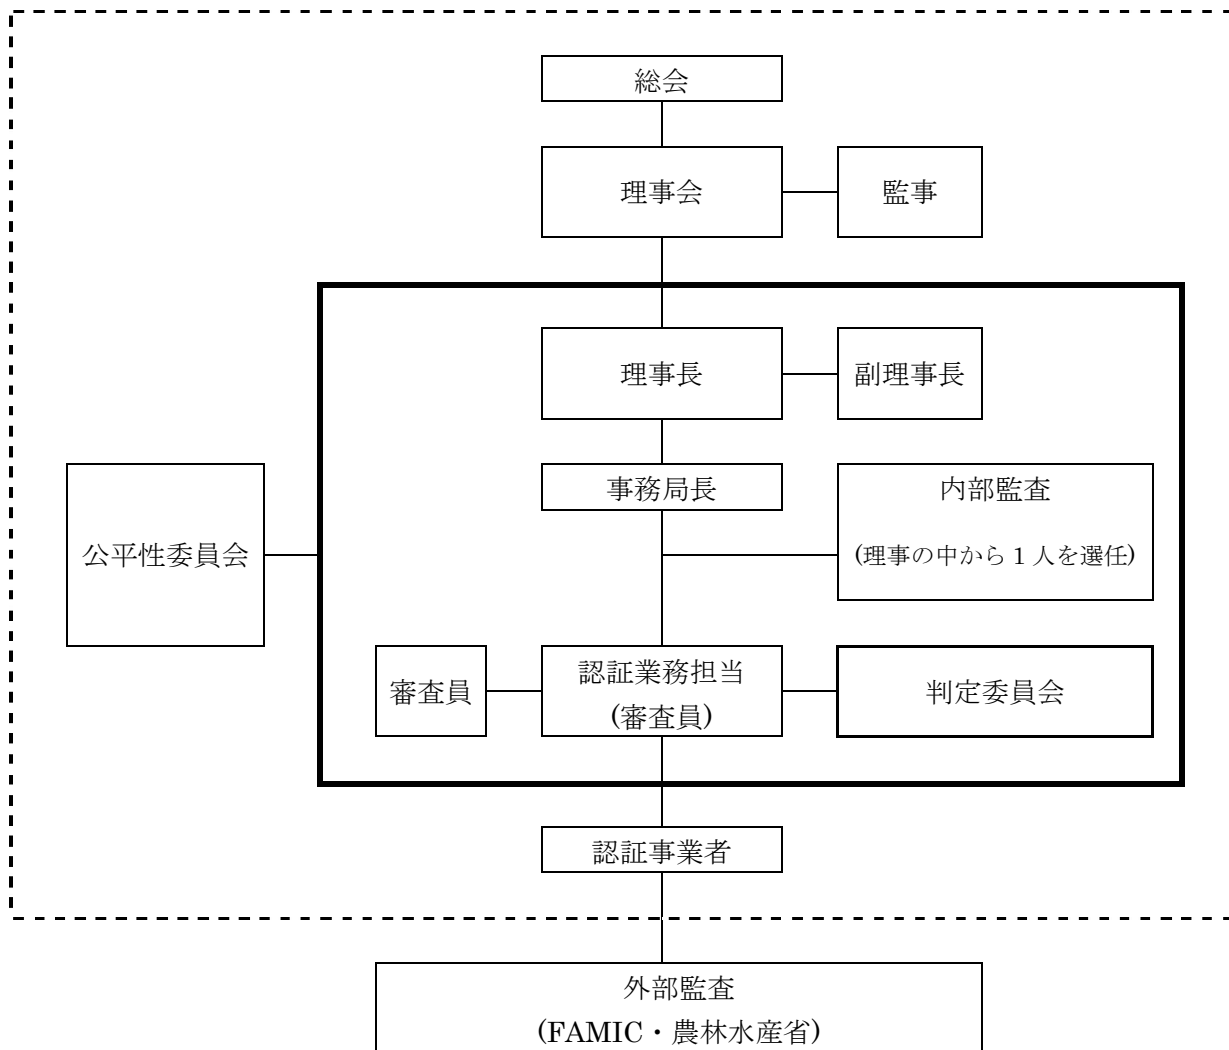 総会
理事会
監事
理事長
副理事長
事務局長
内部監査
(理事の中から 1 人を選任)
公平性委員会
審査員
認証業務担当
(審査員)
判定委員会
認証事業者
外部監査
(FAMIC・農林水産省)